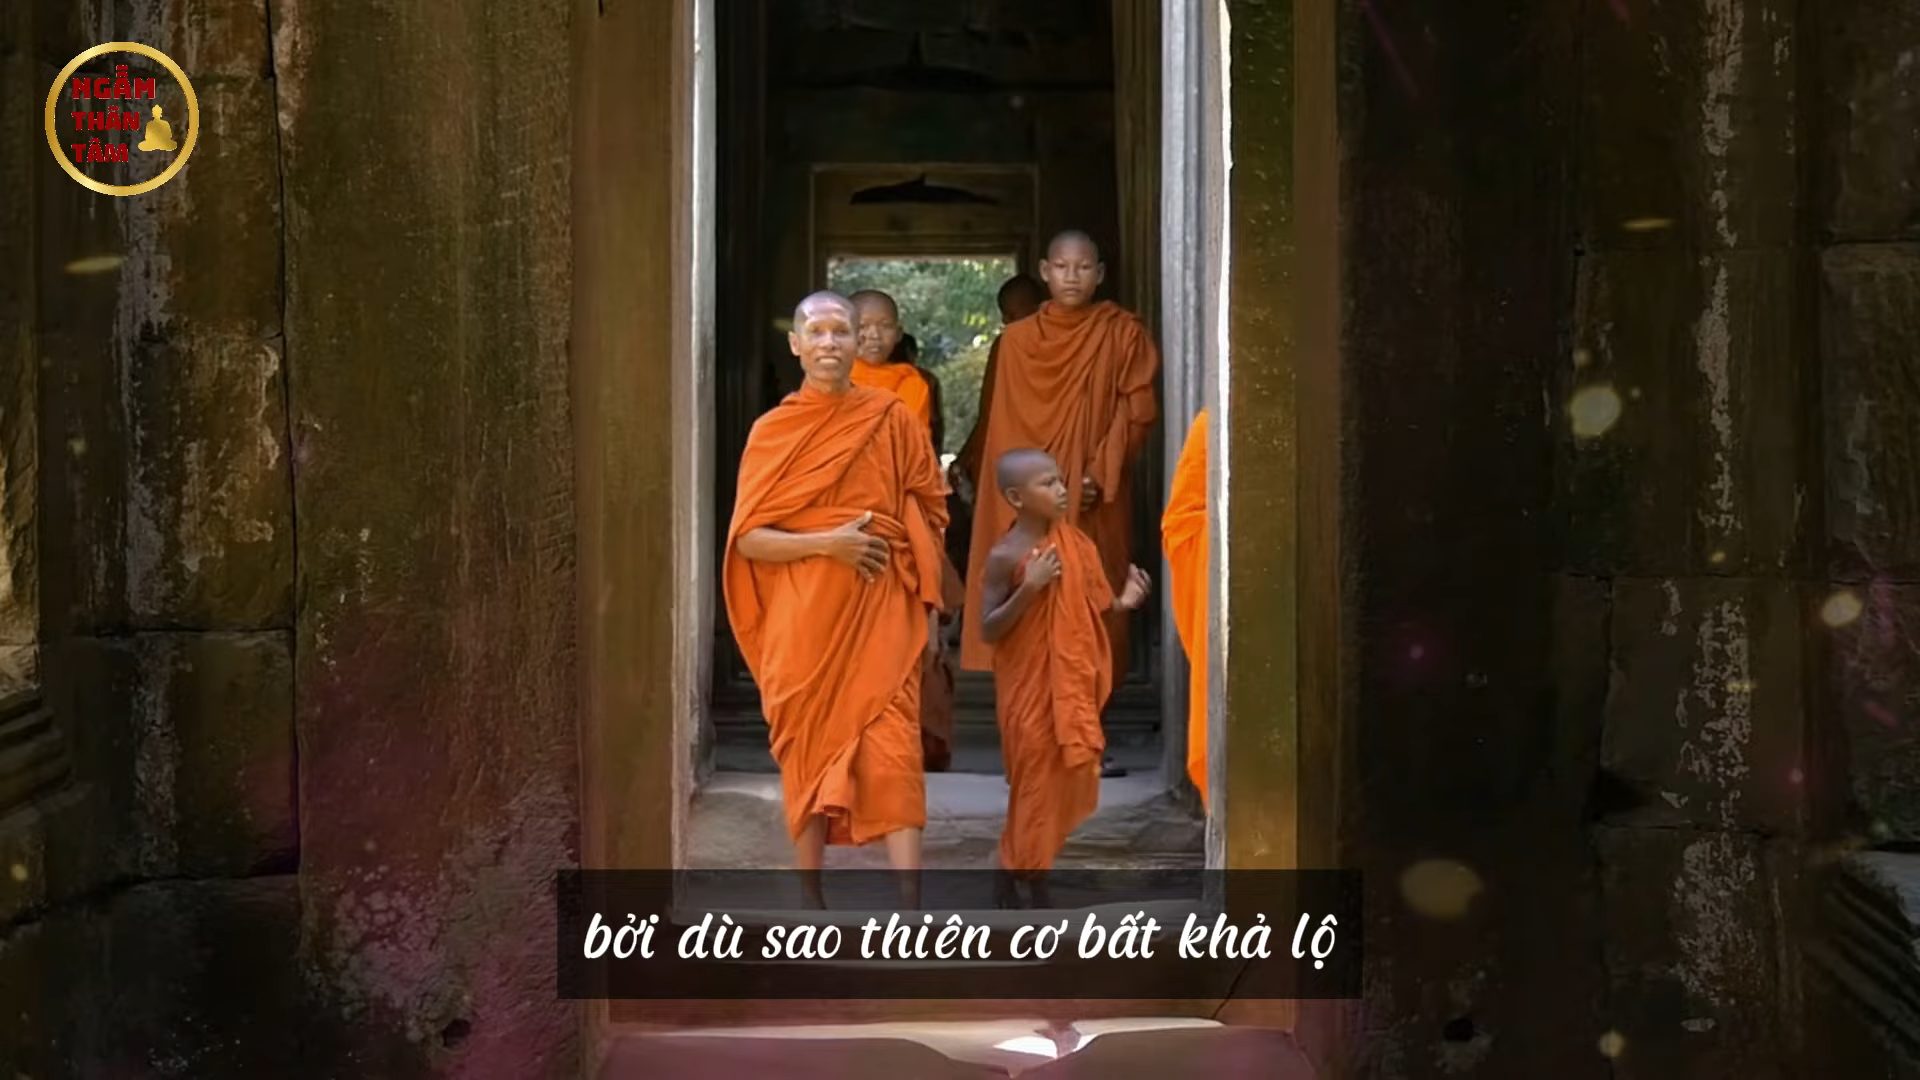 NGẪM
THÂN
TÂM
bởi dù sao thiên cơ bất khả lộ